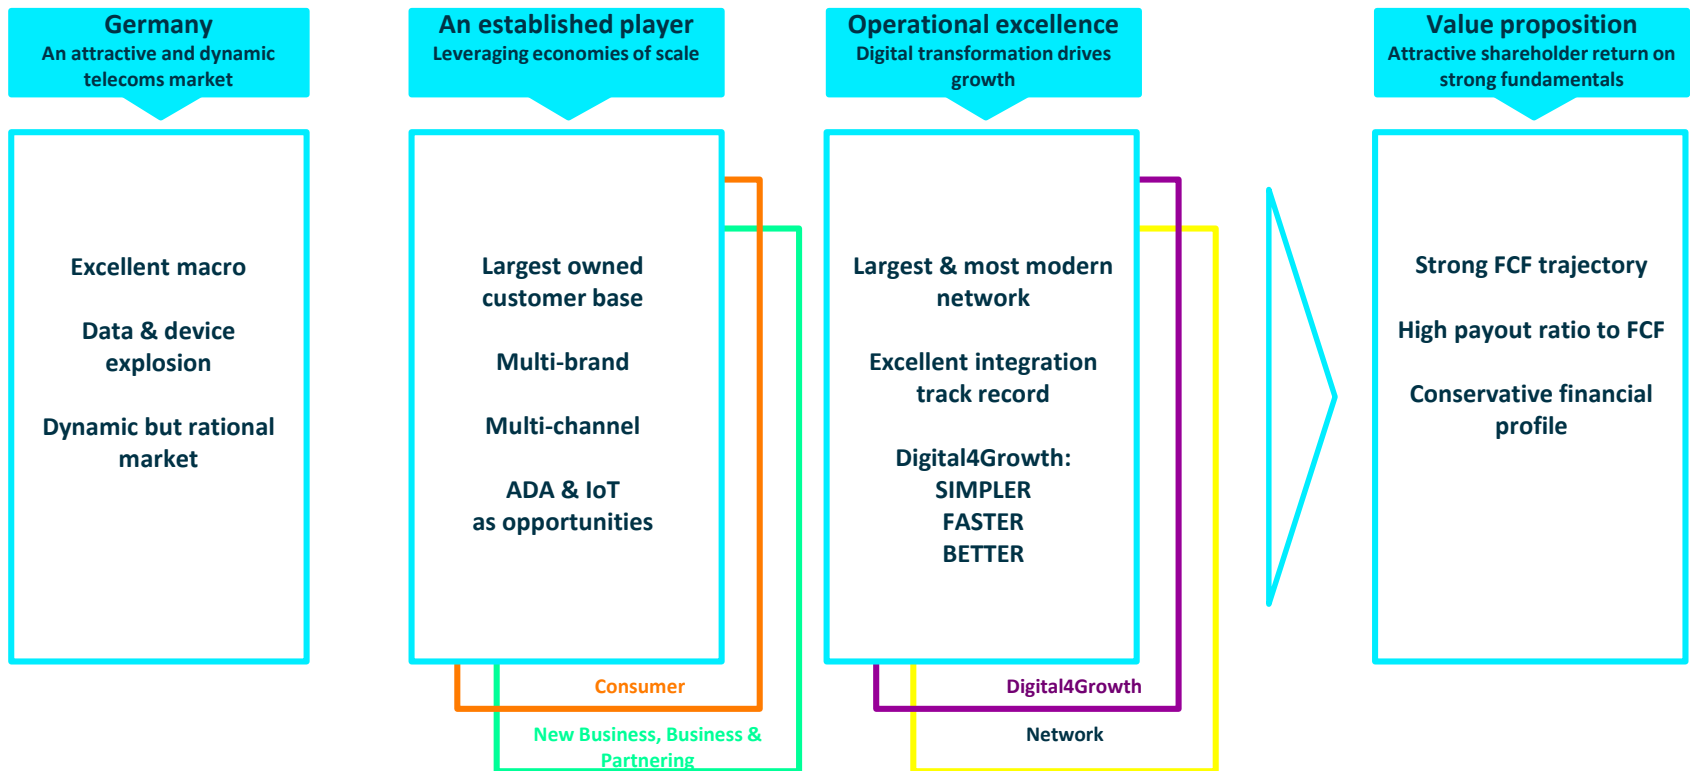 Germany
An attractive and dynamic
telecoms market
Excellent macro
Data & device
explosion
Dynamic but rational
market
An established player
Leveraging economies of scale
Largest owned
customer base
Multi-brand
Multi-channel
ADA & IoT
as opportunities
Consumer
New Business, Business &
Partnering
Operational excellence
Digital transformation drives
growth
Largest & most modern
network
Excellent integration
track record
Digital4Growth:
SIMPLER
FASTER
BETTER
Digital4Growth
Network
Value proposition
Attractive shareholder return on
strong fundamentals
Strong FCF trajectory
High payout ratio to FCF
Conservative financial
profile